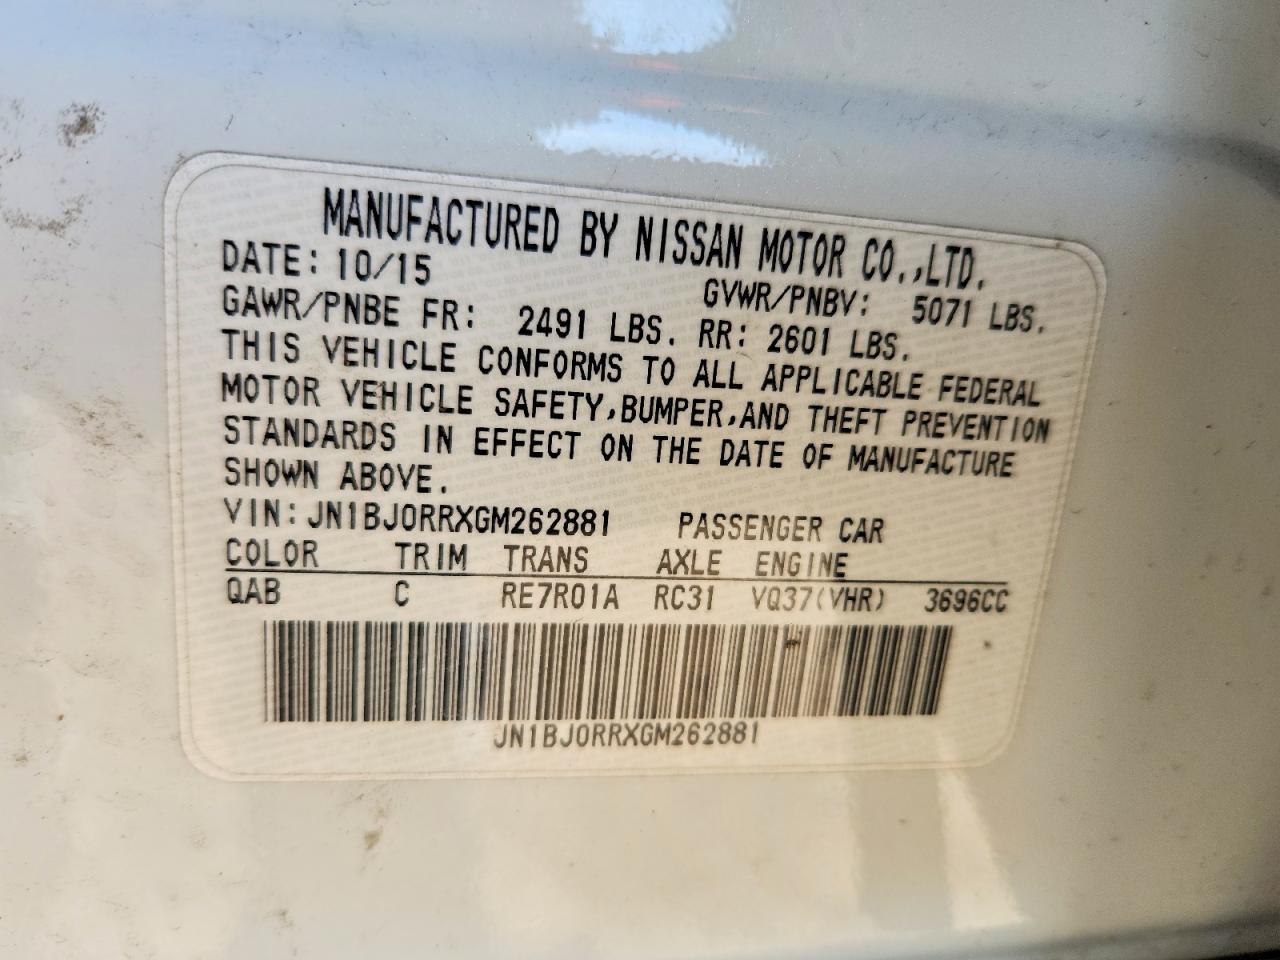 MANUFACTURED BY NISSAN MOTOR CO.,LTD.
DATE: 10/15 GVWR/PNBV: 5071 LBS.
GAWR/PNBE FR: 2491 LBS. RR: 2601 LBS.
THIS VEHICLE CONFORMS TO ALL APPLICABLE FEDERAL
MOTOR VEHICLE SAFETY,BUMPER,AND THEFT PREVENTION
STANDARDS IN EFFECT ON THE DATE OF MANUFACTURE
SHOWN ABOVE.
VIN: JN1BJ0RRXGM262881 PASSENGER CAR
COLOR TRIM TRANS AXLE ENGINE
QAB C RE7R01A RC31 VQ37(VHR) 3696CC
JN1BJ0RRXGM262881